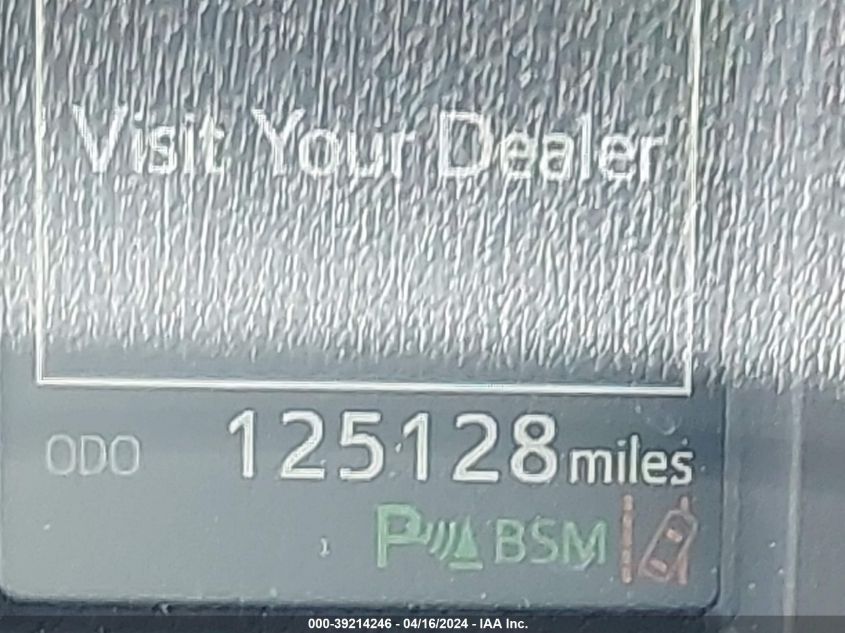 Visit Your Dealer
ODO 125128 miles
P BSM
000-39214246 - 04/16/2024 - IAA Inc.